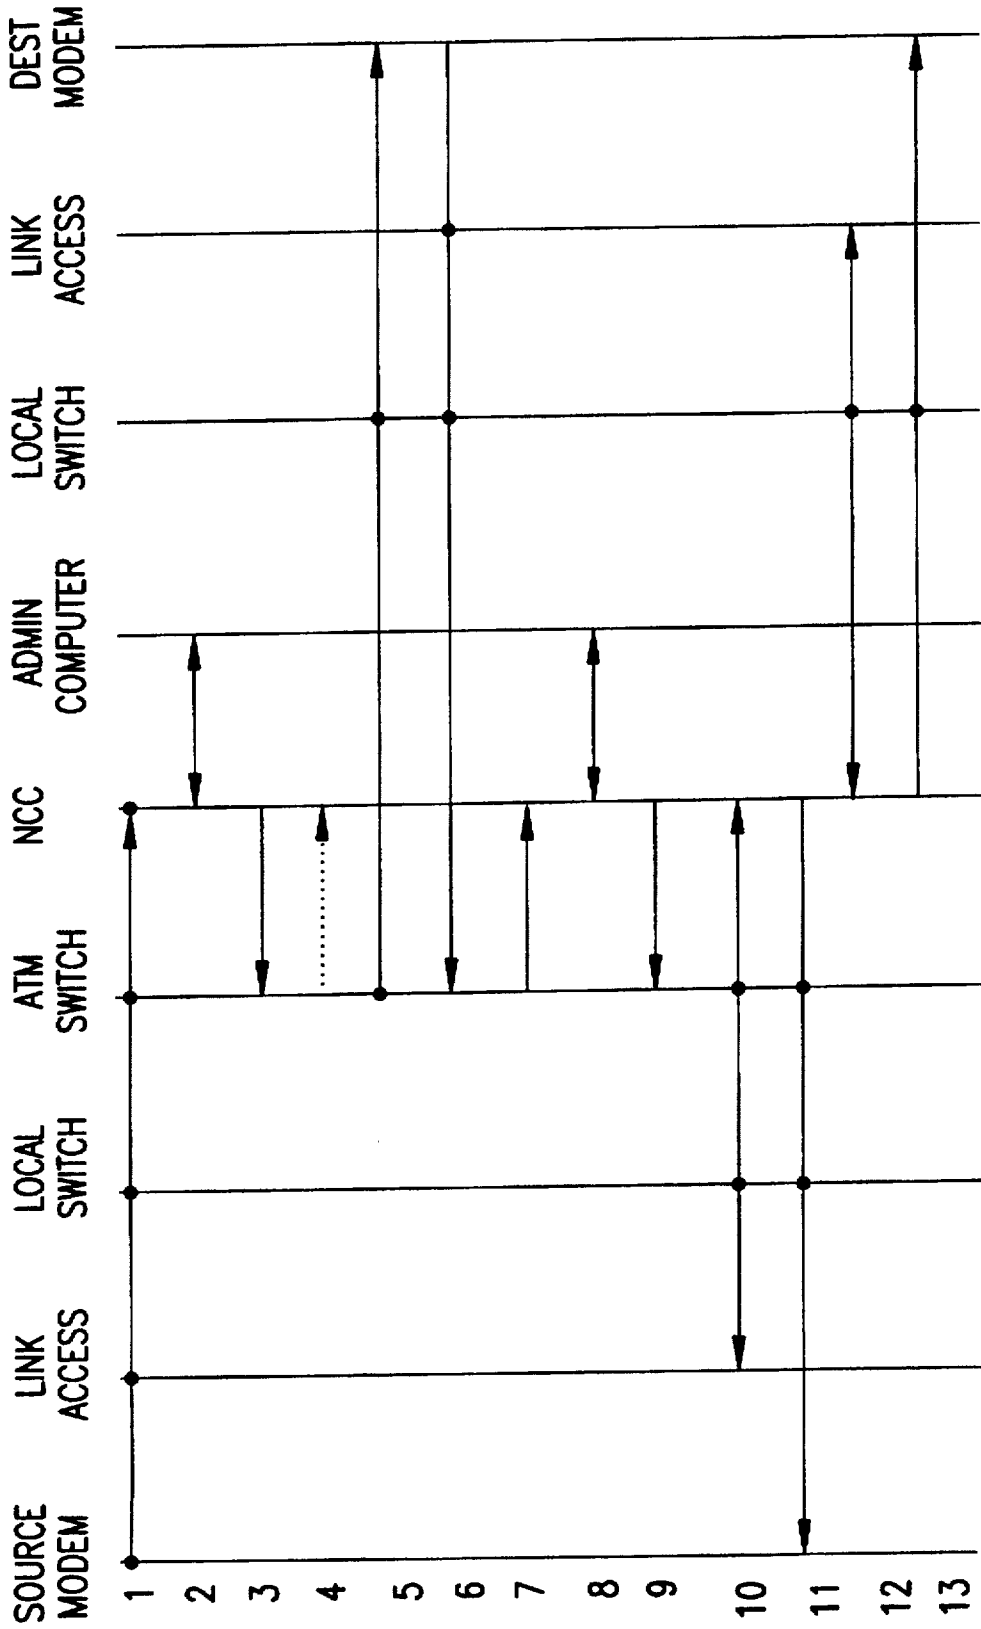 SOURCE
MODEM
LINK
ACCESS
LOCAL
SWITCH
ATM
SWITCH
NCC
ADMIN
COMPUTER
LOCAL
SWITCH
LINK
ACCESS
DEST
MODEM
1
2
3
4
5
6
7
8
9
10
11
12
13